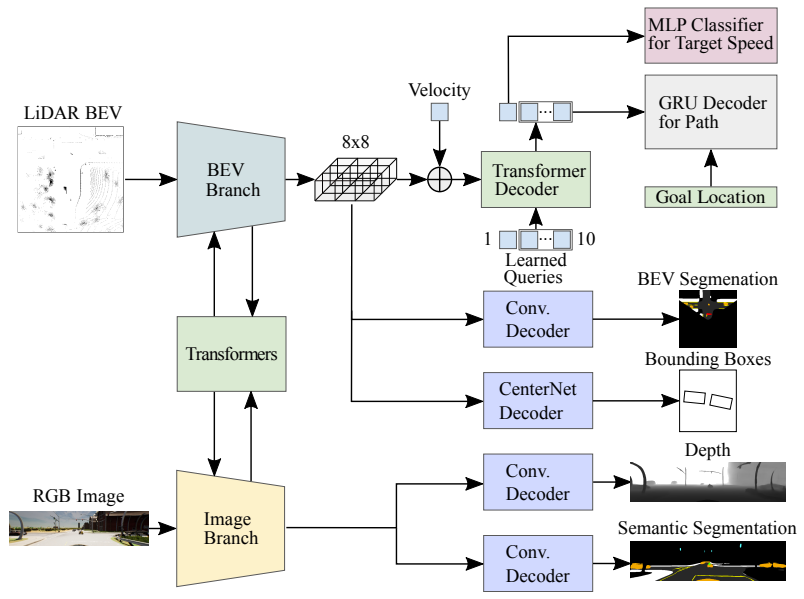 MLP Classifier
for Target Speed
Velocity
GRU Decoder
for Path
LiDAR BEV
8x8
BEV
Branch
Transformer
Decoder
Goal Location
1
...
10
Learned
Queries
...
BEV Segmenation
Conv.
Decoder
Transformers
Bounding Boxes
CenterNet
Decoder
Depth
RGB Image
Conv.
Decoder
Image
Branch
Semantic Segmentation
Conv.
Decoder